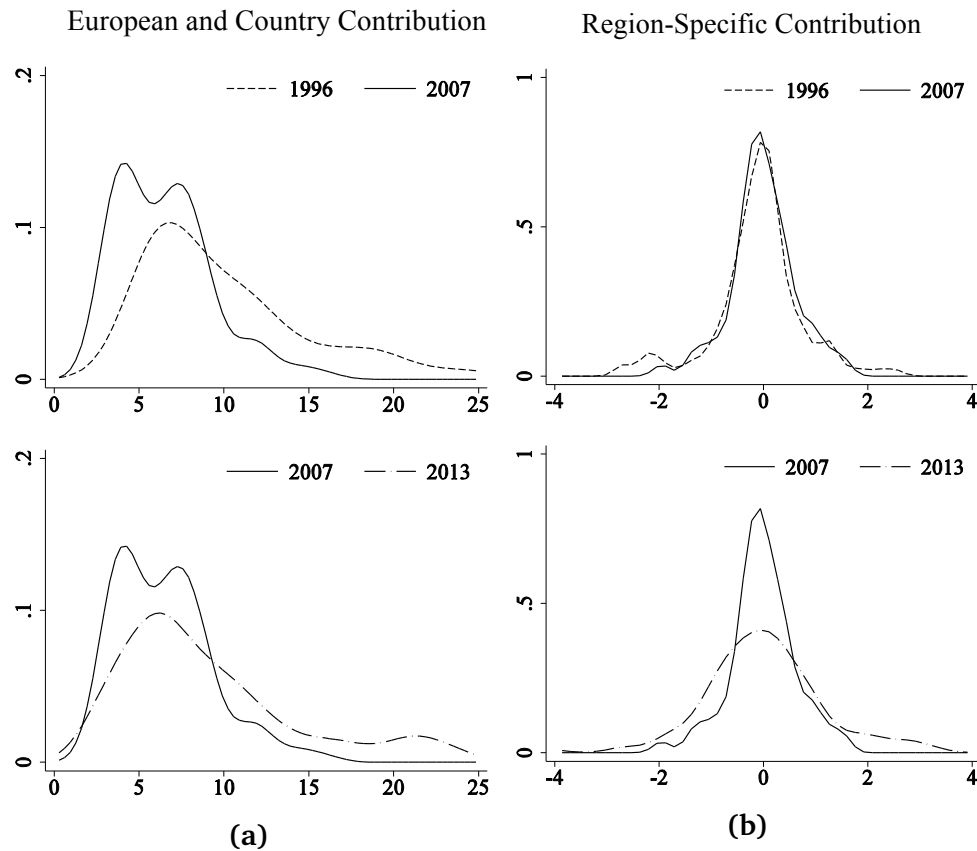 European and Country Contribution
Region-Specific Contribution
.2
1996 2007
.1
0
0 5 10 15 20 25
1
1996 2007
.5
0
-4 -2 0 2 4
.2
2007 2013
.1
0
0 5 10 15 20 25
1
2007 2013
.5
0
-4 -2 0 2 4
(a)
(b)